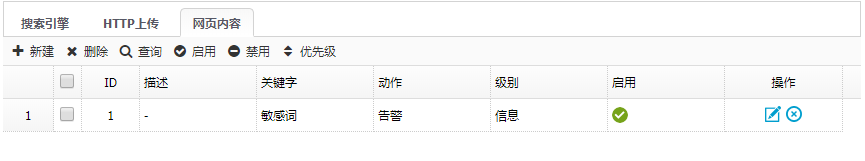 搜索引擎 HTTP上传 网页内容
新建 删除 查询 启用 禁用 优先级
ID 描述 关键字 动作 级别 启用 操作
1 1 - 敏感词 告警 信息